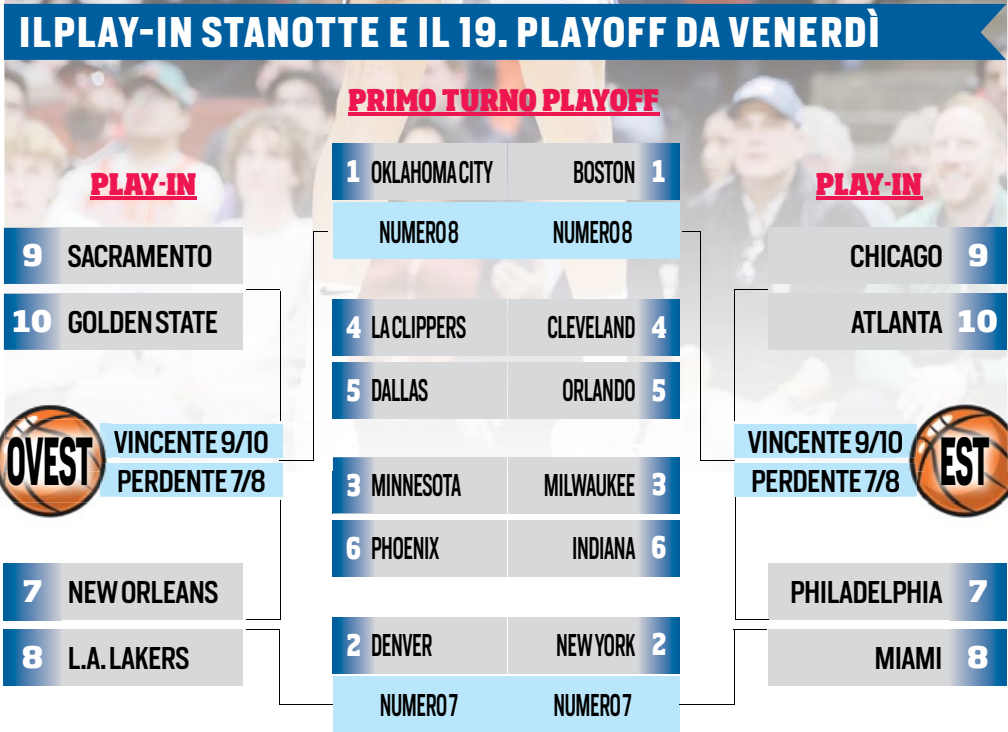 ILPLAY-IN STANOTTE E IL 19. PLAYOFF DA VENERDÌ
PRIMO TURNO PLAYOFF
PLAY-IN
9 SACRAMENTO
10 GOLDEN STATE
OVEST
VINCENTE 9/10
PERDENTE 7/8
7 NEW ORLEANS
8 L.A. LAKERS
1 OKLAHOMA CITY BOSTON 1
NUMERO 8 NUMERO 8
4 LA CLIPPERS CLEVELAND 4
5 DALLAS ORLANDO 5
3 MINNESOTA MILWAUKEE 3
6 PHOENIX INDIANA 6
2 DENVER NEW YORK 2
NUMERO 7 NUMERO 7
PLAY-IN
CHICAGO 9
ATLANTA 10
VINCENTE 9/10
PERDENTE 7/8
EST
PHILADELPHIA 7
MIAMI 8